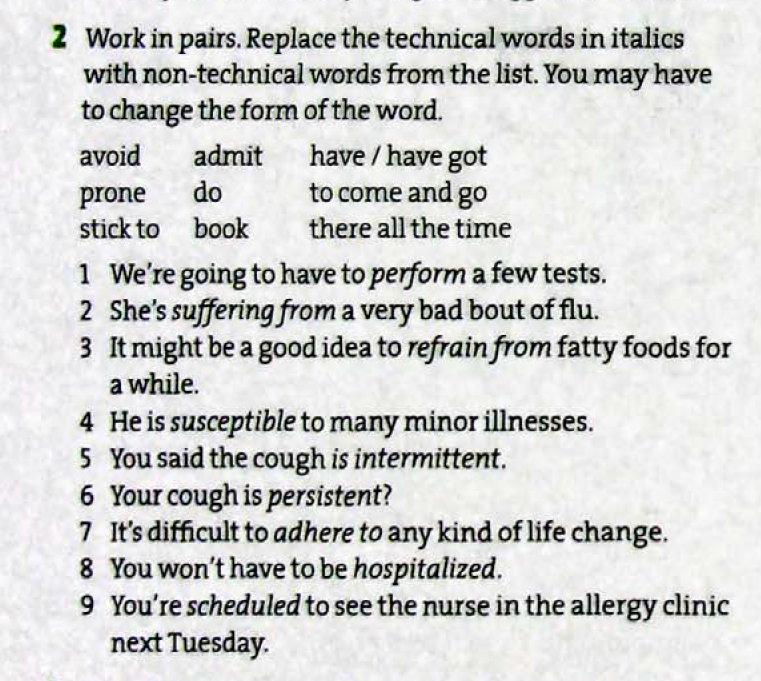 2 Work in pairs. Replace the technical words in italics
with non-technical words from the list. You may have
to change the form of the word.
avoid admit have / have got
prone do to come and go
stick to book there all the time
1 We're going to have to perform a few tests.
2 She's suffering from a very bad bout of flu.
3 It might be a good idea to refrain from fatty foods for
a while.
4 He is susceptible to many minor illnesses.
5 You said the cough is intermittent.
6 Your cough is persistent?
7 It's difficult to adhere to any kind of life change.
8 You won't have to be hospitalized.
9 You're scheduled to see the nurse in the allergy clinic
next Tuesday.